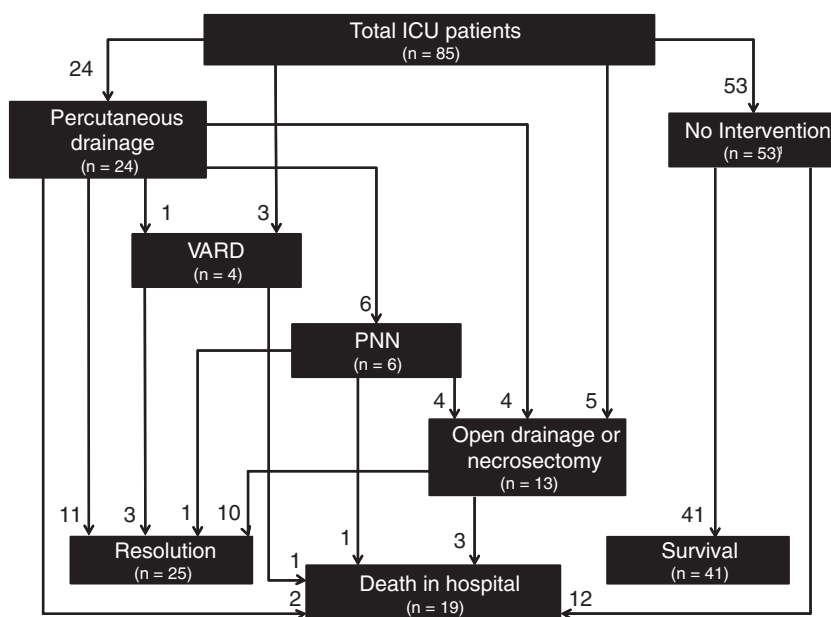 Total ICU patients
(n = 85)
24
53
Percutaneous
drainage
(n = 24)
No Intervention
(n = 53)¹
1
3
VARD
(n = 4)
6
PNN
(n = 6)
4
4
5
Open drainage or
necrosectomy
(n = 13)
11
3
1
10
1
3
41
Resolution
(n = 25)
Survival
(n = 41)
1
Death in hospital
(n = 19)
2
12